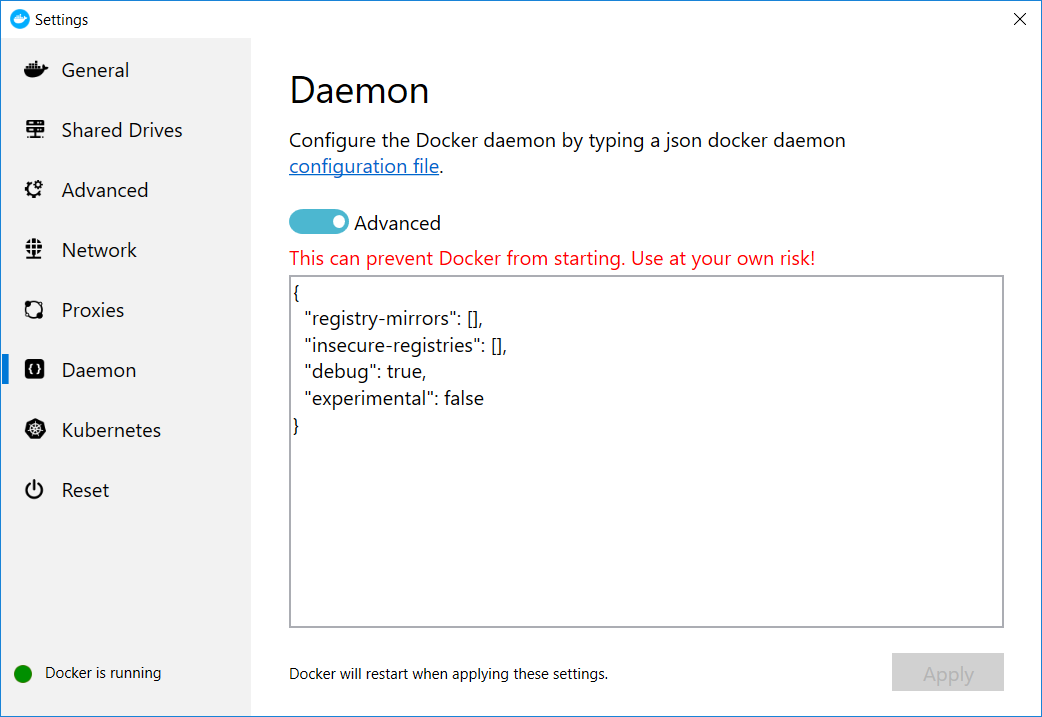 Settings
General
Shared Drives
Advanced
Network
Proxies
Daemon
Kubernetes
Reset
Docker is running
Daemon
Configure the Docker daemon by typing a json docker daemon
configuration file.
Advanced
This can prevent Docker from starting. Use at your own risk!
{
  "registry-mirrors": [],
  "insecure-registries": [],
  "debug": true,
  "experimental": false
}
Docker will restart when applying these settings.
Apply